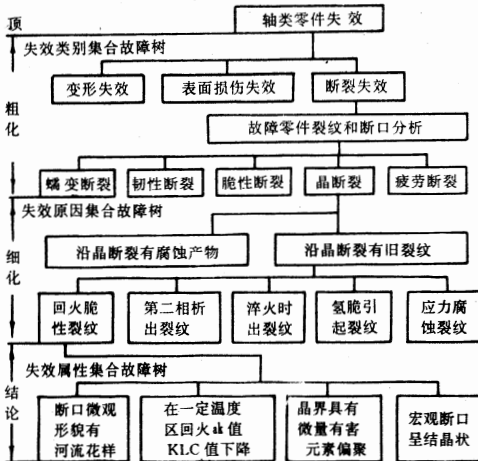 顶
轴类零件失效
失效类别集合故障树
变形失效
表面损伤失效
断裂失效
粗化
故障零件裂纹和断口分析
蠕变断裂
韧性断裂
脆性断裂
晶断裂
疲劳断裂
失效原因集合故障树
沿晶断裂有腐蚀产物
沿晶断裂有旧裂纹
细化
回火脆
性裂纹
第二相析
出裂纹
淬火时
出裂纹
氢脆引
起裂纹
应力腐
蚀裂纹
失效属性集合故障树
结论
断口微观
形貌有
河流花样
在一定温度
区回火ak值
KLC值下降
晶界具有
微量有害
元素偏聚
宏观断口
呈结晶状